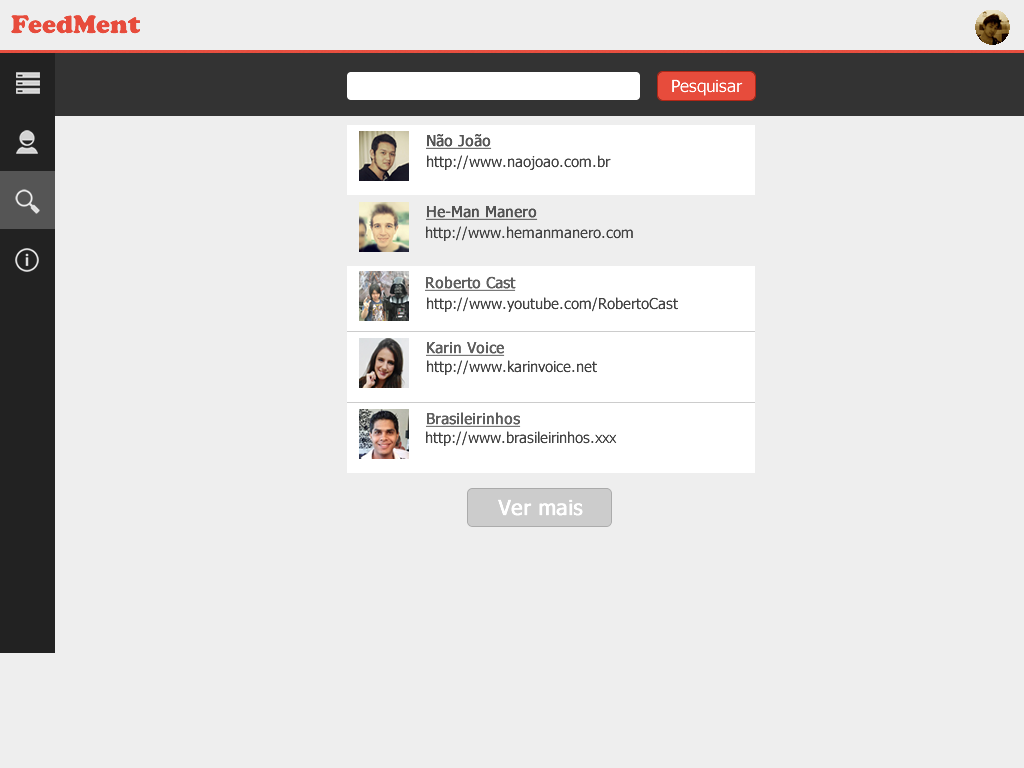 FeedMent
Pesquisar
Não João
http://www.naojoao.com.br
He-Man Manero
http://www.hemanmanero.com
Roberto Cast
http://www.youtube.com/RobertoCast
Karin Voice
http://www.karinvoice.net
Brasileirinhos
http://www.brasileirinhos.xxx
Ver mais